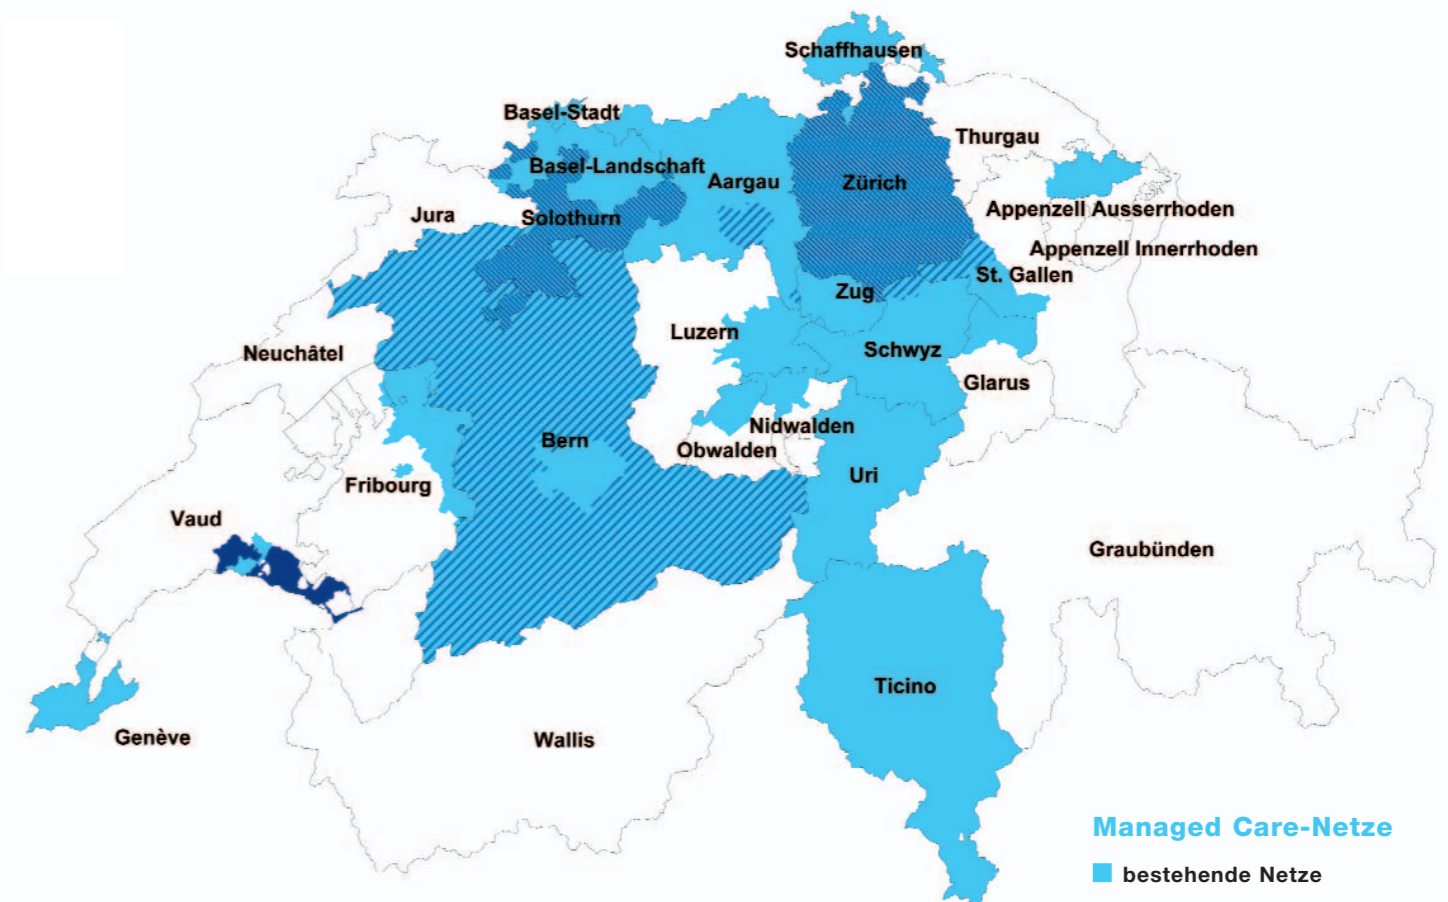 Schaffhausen
Basel-Stadt
Thurgau
Basel-Landschaft
Aargau
Zürich
Jura
Solothurn
Appenzell Ausserrhoden
Appenzell Innerrhoden
St. Gallen
Zug
Luzern
Neuchâtel
Schwyz
Glarus
Nidwalden
Bern
Obwalden
Uri
Fribourg
Vaud
Graubünden
Ticino
Genève
Wallis
Managed Care-Netze
bestehende Netze